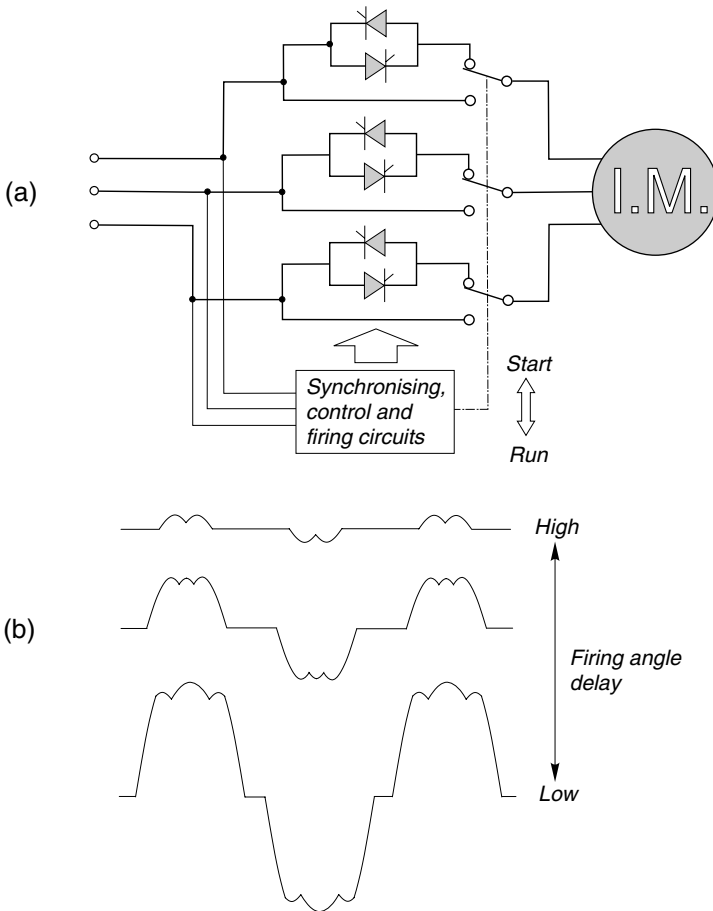 (a)
I.M.
Synchronising,
control and
firing circuits
Start
Run
(b)
High
Firing angle
delay
Low